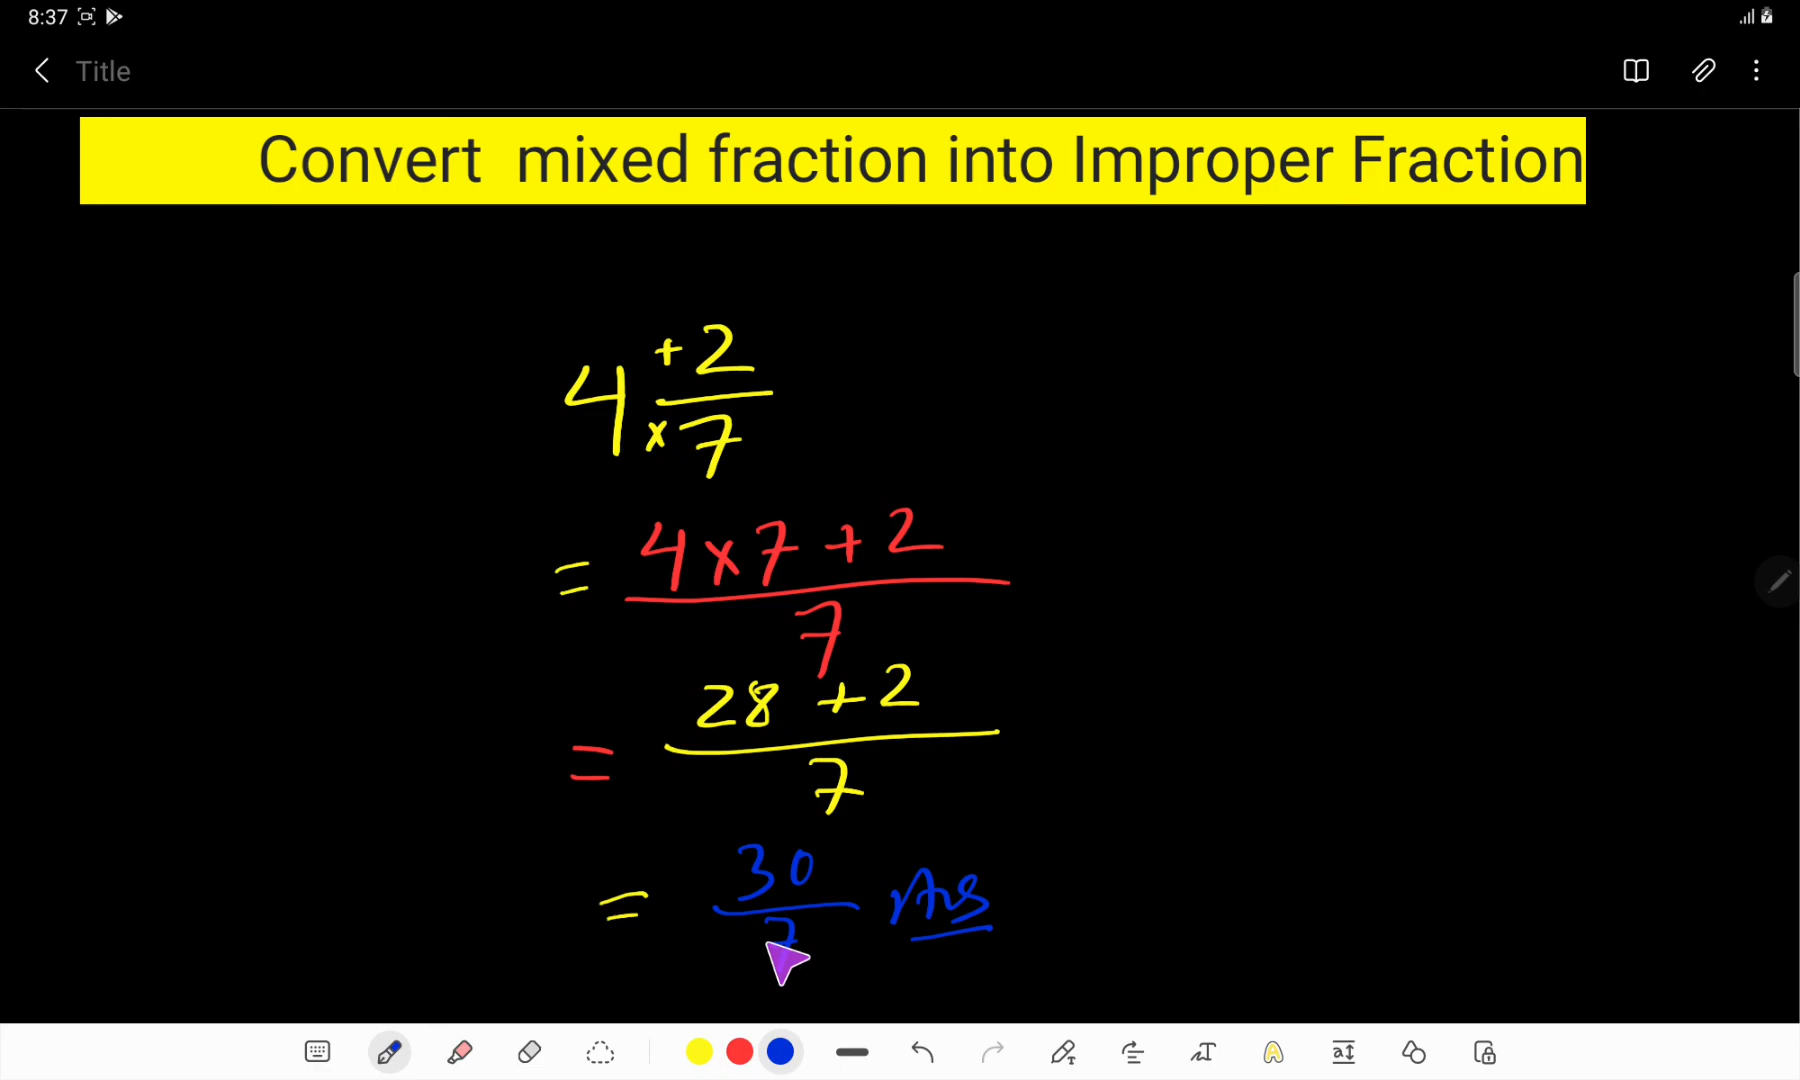 8:37
Title
Convert mixed fraction into Improper Fraction
4 +2
×7
= 4×7+2
7
= 28+2
7
= 30 Ans
7